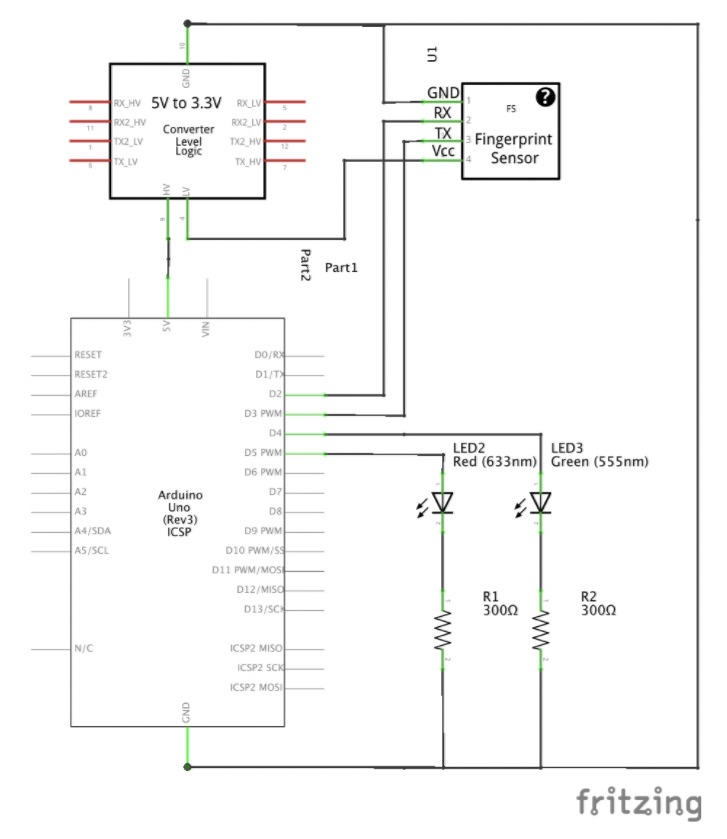 10
GND
5V to 3.3V
Converter
Level
Logic
RX_HV
8
RX2_HV
11
TX2_LV
1
TX_LV
6
RX_LV
5
RX2_LV
2
TX2_HV
12
TX_HV
7
HV
LV
9
4
U1
GND
RX
TX
Vcc
1
2
3
4
FS
?
Fingerprint
Sensor
Part2
Part1
3V3
5V
VIN
RESET
RESET2
AREF
IOREF
A0
A1
A2
A3
A4/SDA
A5/SCL
N/C
Arduino
Uno
(Rev3)
ICSP
D0/RX
D1/TX
D2
D3 PWM
D4
D5 PWM
D6 PWM
D7
D8
D9 PWM
D10 PWM/SS
D11 PWM/MOSI
D12/MISO
D13/SCK
ICSP2 MISO
ICSP2 SCK
ICSP2 MOSI
GND
LED2
Red (633nm)
1
2
LED3
Green (555nm)
1
2
R1
300Ω
1
2
R2
300Ω
1
2
fritzing